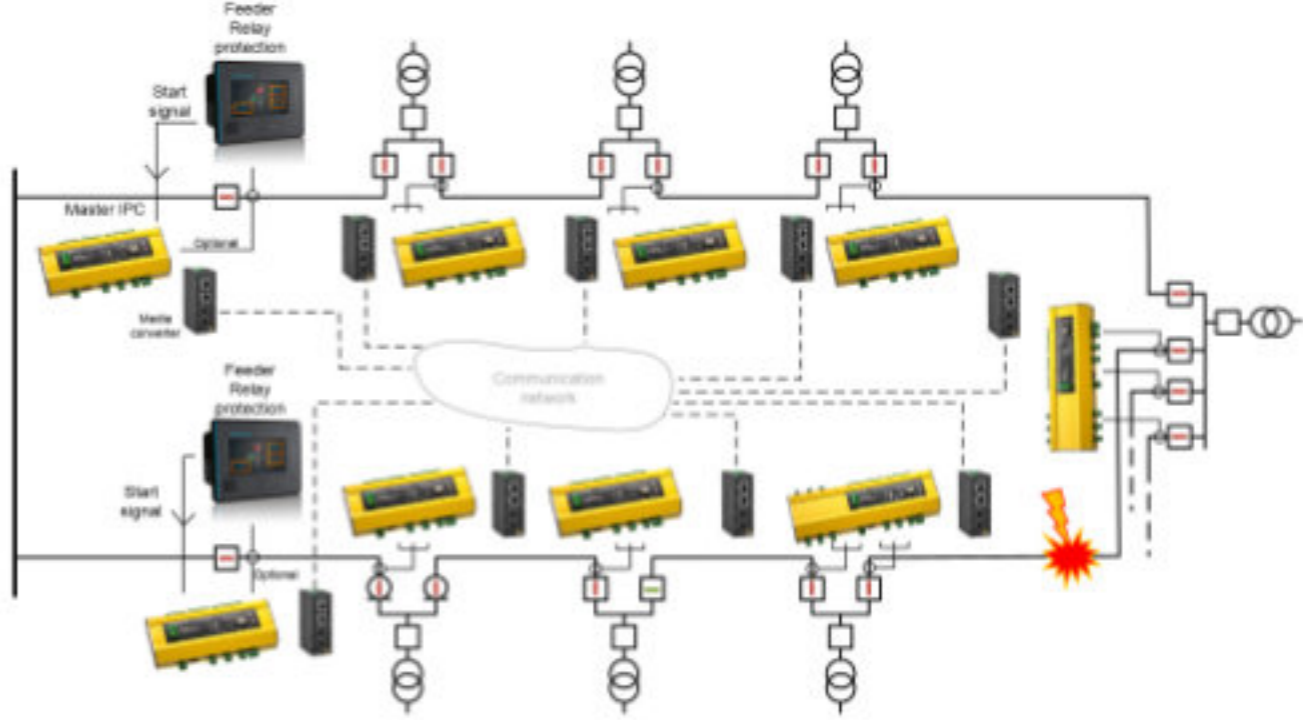 Feeder
Relay
protection
Start
signal
Master IPC
Optional
Media
converter
Communication
network
Feeder
Relay
protection
Start
signal
Optional